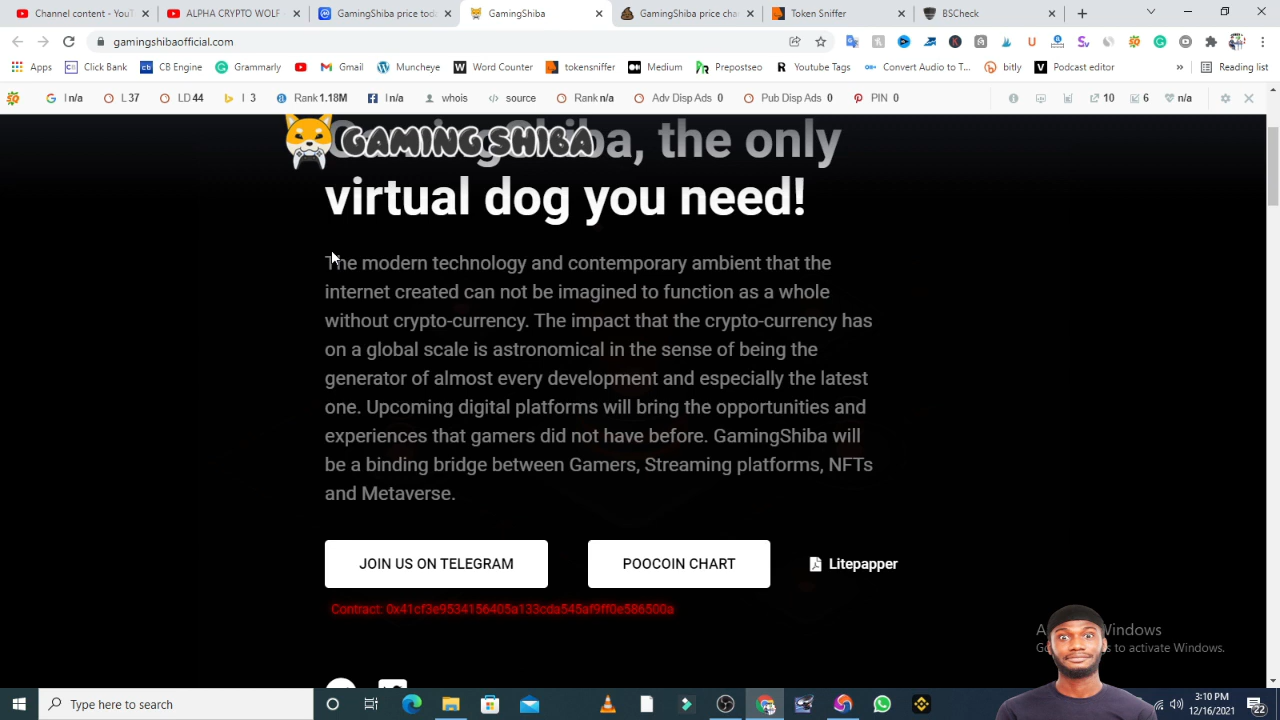 Creator Content - YouT
ALPHA CRYPTO WOLF -
GamingShiba price tod
GamingShiba
GamingShiba price cha
Token Sniffer
BSCheck
gamingshibaofficial.com
Apps
Click Bank
CB Engine
Grammarly
Gmail
Muncheye
Word Counter
tokensniffer
Medium
Prepostseo
Youtube Tags
Convert Audio to T...
bitly
Podcast editor
»
Reading list
I n/a
L 37
LD 44
I 3
Rank 1.18M
I n/a
whois
source
Rank n/a
Adv Disp Ads 0
Pub Disp Ads 0
PIN 0
10
6
n/a
GAMING SHIBA
GamingShiba, the only
virtual dog you need!
The modern technology and contemporary ambient that the
internet created can not be imagined to function as a whole
without crypto-currency. The impact that the crypto-currency has
on a global scale is astronomical in the sense of being the
generator of almost every development and especially the latest
one. Upcoming digital platforms will bring the opportunities and
experiences that gamers did not have before. GamingShiba will
be a binding bridge between Gamers, Streaming platforms, NFTs
and Metaverse.
JOIN US ON TELEGRAM
POOCOIN CHART
Litepapper
Contract: 0x41cf3e9534156405a133cda545af9ff0e586500a
Windows
to activate Windows.
Type here to search
3:10 PM
12/16/2021
2